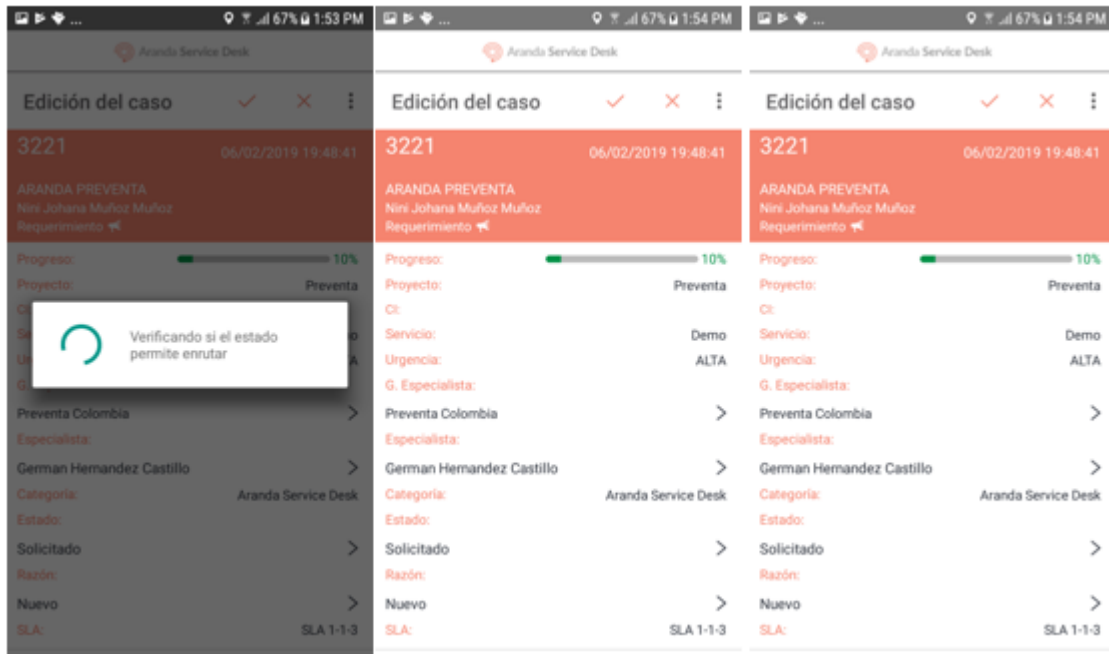 ... 67% 1:53 PM
Aranda Service Desk
Edición del caso
3221
06/02/2019 19:48:41
ARANDA PREVENTA
Nini Johana Muñoz Muñoz
Requerimiento
Progreso: 10%
Proyecto: Preventa
Verificando si el estado
permite enrutar
Preventa Colombia
Especialista:
German Hernandez Castillo
Categoría: Aranda Service Desk
Estado:
Solicitado
Razón:
Nuevo
SLA: SLA 1-1-3
... 67% 1:54 PM
Aranda Service Desk
Edición del caso
3221
06/02/2019 19:48:41
ARANDA PREVENTA
Nini Johana Muñoz Muñoz
Requerimiento
Progreso: 10%
Proyecto: Preventa
CI:
Servicio: Demo
Urgencia: ALTA
G. Especialista:
Preventa Colombia
Especialista:
German Hernandez Castillo
Categoría: Aranda Service Desk
Estado:
Solicitado
Razón:
Nuevo
SLA: SLA 1-1-3
... 67% 1:54 PM
Aranda Service Desk
Edición del caso
3221
06/02/2019 19:48:41
ARANDA PREVENTA
Nini Johana Muñoz Muñoz
Requerimiento
Progreso: 10%
Proyecto: Preventa
CI:
Servicio: Demo
Urgencia: ALTA
G. Especialista:
Preventa Colombia
Especialista:
German Hernandez Castillo
Categoría: Aranda Service Desk
Estado:
Solicitado
Razón:
Nuevo
SLA: SLA 1-1-3